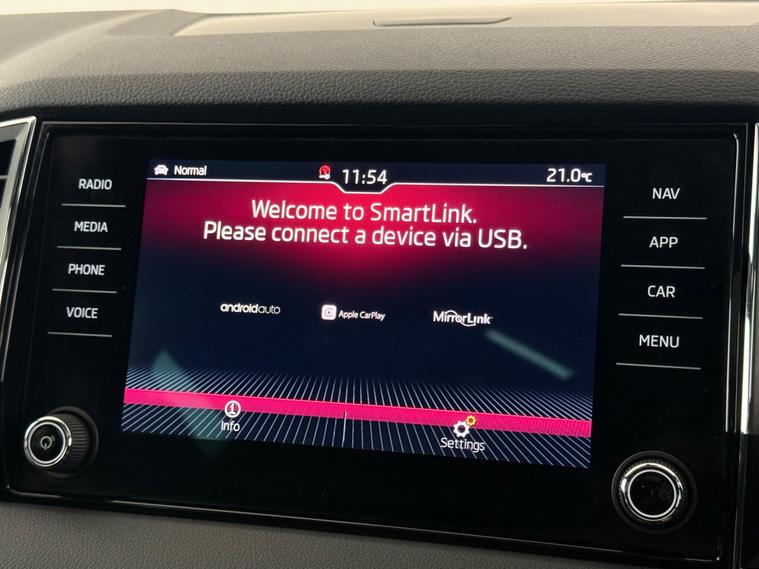 Normal
11:54
21.0°C
Welcome to SmartLink.
Please connect a device via USB.
androidauto
Apple CarPlay
MirrorLink
Info
Settings
RADIO
MEDIA
PHONE
VOICE
NAV
APP
CAR
MENU